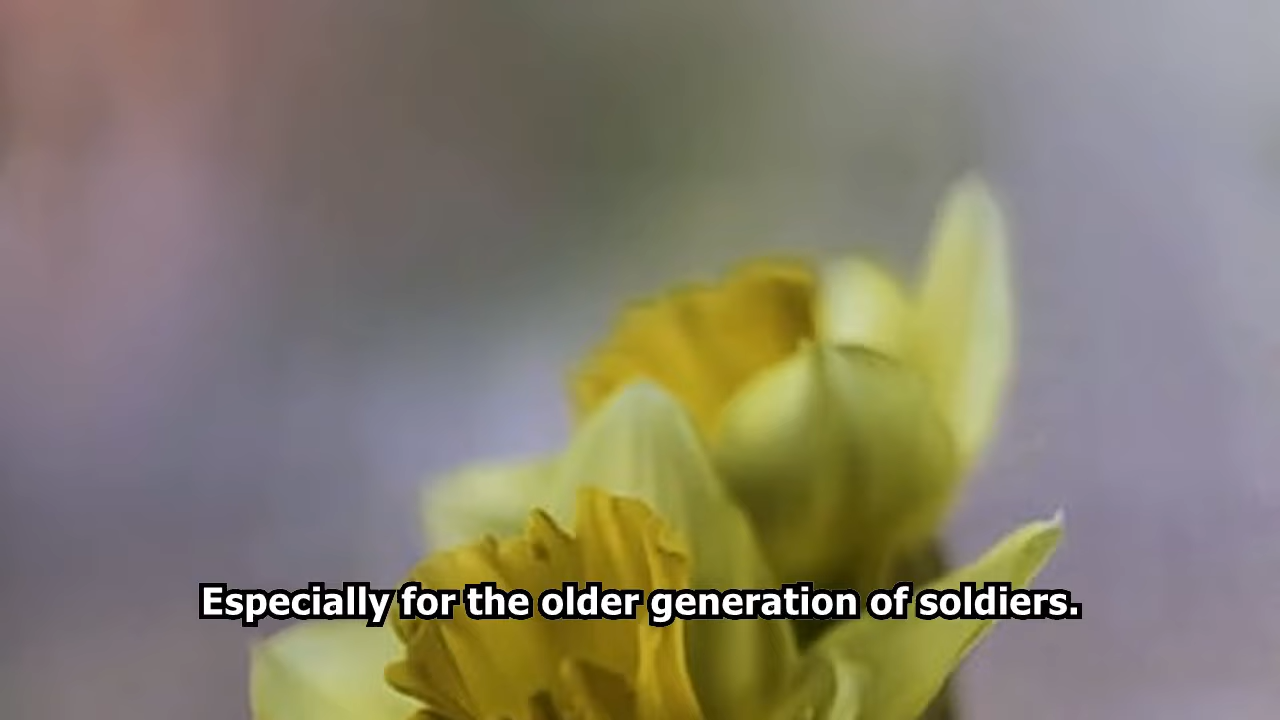 Especially for the older generation of soldiers.